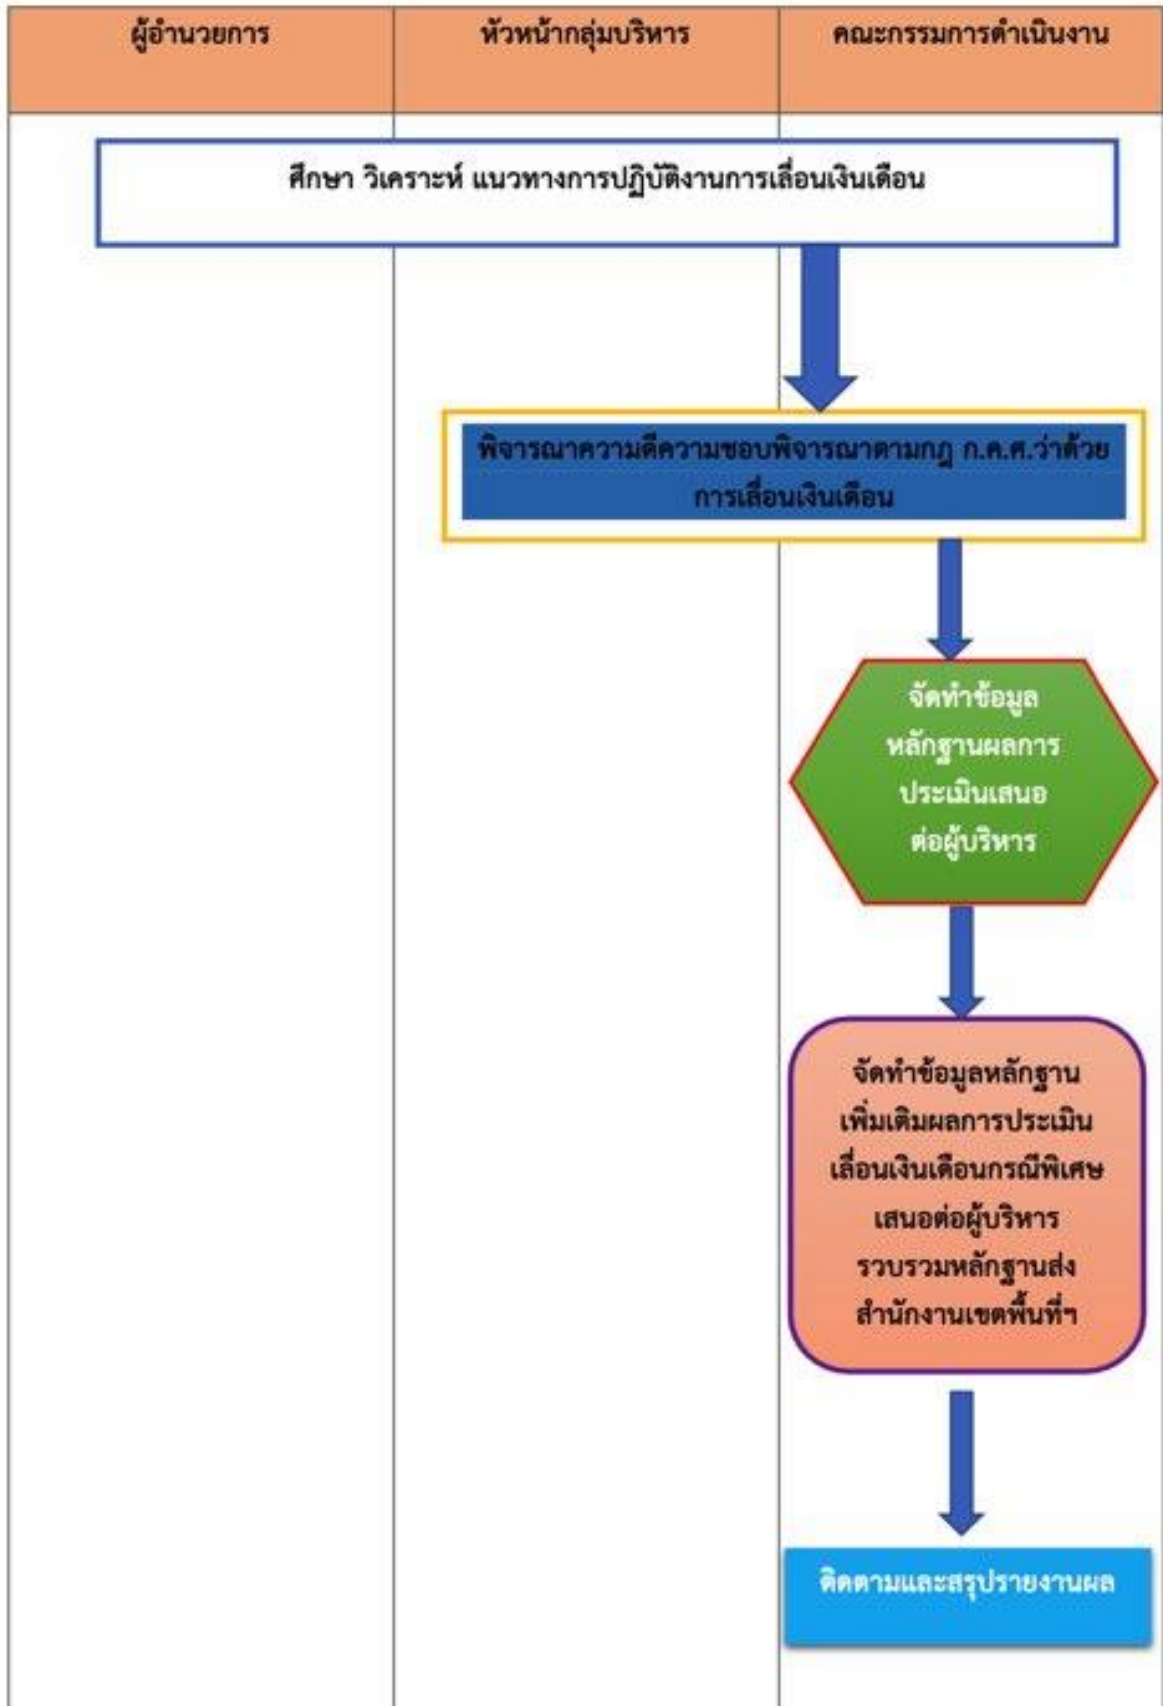 ผู้อำนวยการ
หัวหน้ากลุ่มบริหาร
คณะกรรมการดำเนินงาน
ศึกษา วิเคราะห์ แนวทางการปฏิบัติงานการเลื่อนเงินเดือน
พิจารณาความดีความชอบพิจารณาตามกฎ ก.ค.ศ.ว่าด้วย
การเลื่อนเงินเดือน
จัดทำข้อมูล
หลักฐานผลการ
ประเมินเสนอ
ต่อผู้บริหาร
จัดทำข้อมูลหลักฐาน
เพิ่มเติมผลการประเมิน
เลื่อนเงินเดือนกรณีพิเศษ
เสนอต่อผู้บริหาร
รวบรวมหลักฐานส่ง
สำนักงานเขตพื้นที่ฯ
ติดตามและสรุปรายงานผล